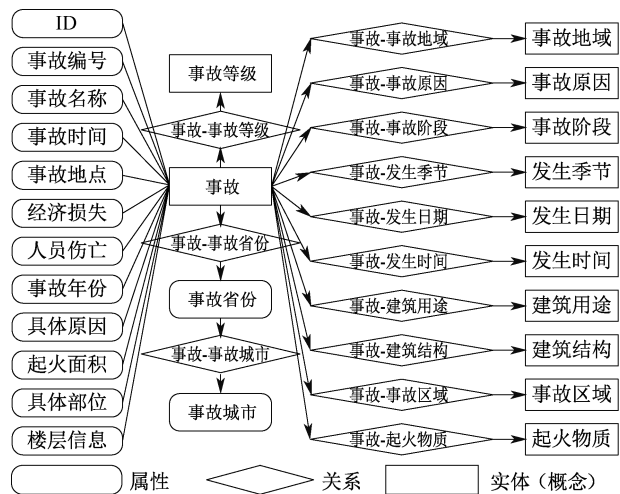 ID
事故编号
事故名称
事故时间
事故地点
经济损失
人员伤亡
事故年份
具体原因
起火面积
具体部位
楼层信息
事故等级
事故-事故等级
事故
事故-事故省份
事故省份
事故-事故城市
事故城市
事故-事故地域
事故-事故原因
事故-事故阶段
事故-发生季节
事故-发生日期
事故-发生时间
事故-建筑用途
事故-建筑结构
事故-事故区域
事故-起火物质
事故地域
事故原因
事故阶段
发生季节
发生日期
发生时间
建筑用途
建筑结构
事故区域
起火物质
属性
关系
实体（概念）